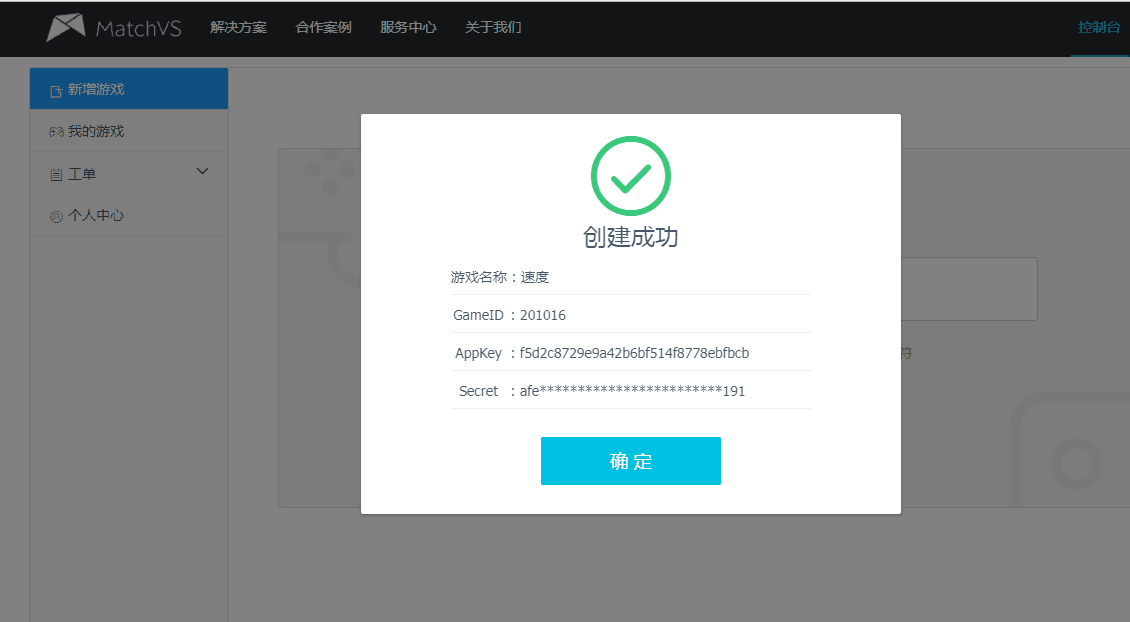 MatchVS 解决方案 合作案例 服务中心 关于我们 控制台
新增游戏
我的游戏
工单
个人中心
创建成功
游戏名称：速度
GameID ：201016
AppKey ：f5d2c8729e9a42b6bf514f8778ebfbcb
符
Secret ：afe************************191
确 定